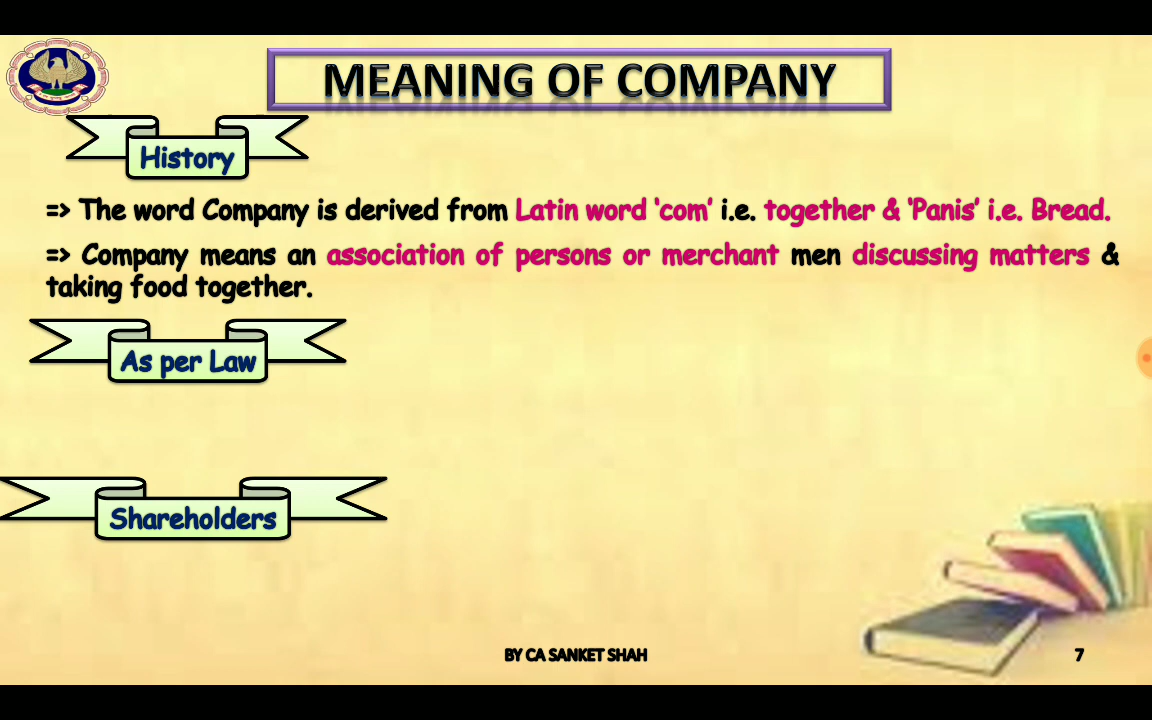 MEANING OF COMPANY
History
=> The word Company is derived from Latin word ‘com’ i.e. together & ‘Panis’ i.e. Bread.
=> Company means an association of persons or merchant men discussing matters &
taking food together.
As per Law
Shareholders
BY CA SANKET SHAH
7